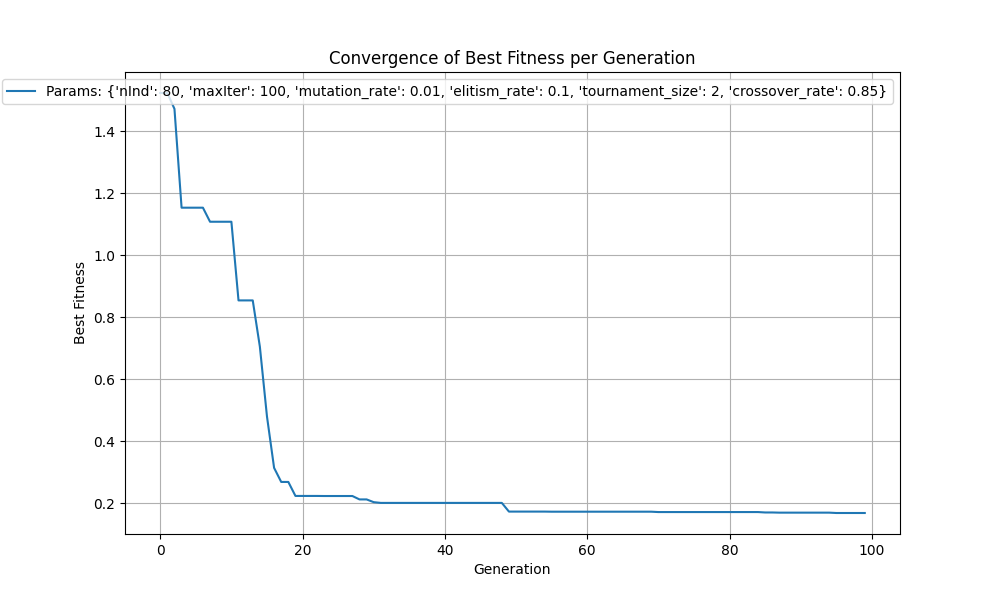 Convergence of Best Fitness per Generation
Params: {'nInd': 80, 'maxIter': 100, 'mutation_rate': 0.01, 'elitism_rate': 0.1, 'tournament_size': 2, 'crossover_rate': 0.85}
1.4
1.2
1.0
0.8
0.6
0.4
0.2
Best Fitness
0 20 40 60 80 100
Generation